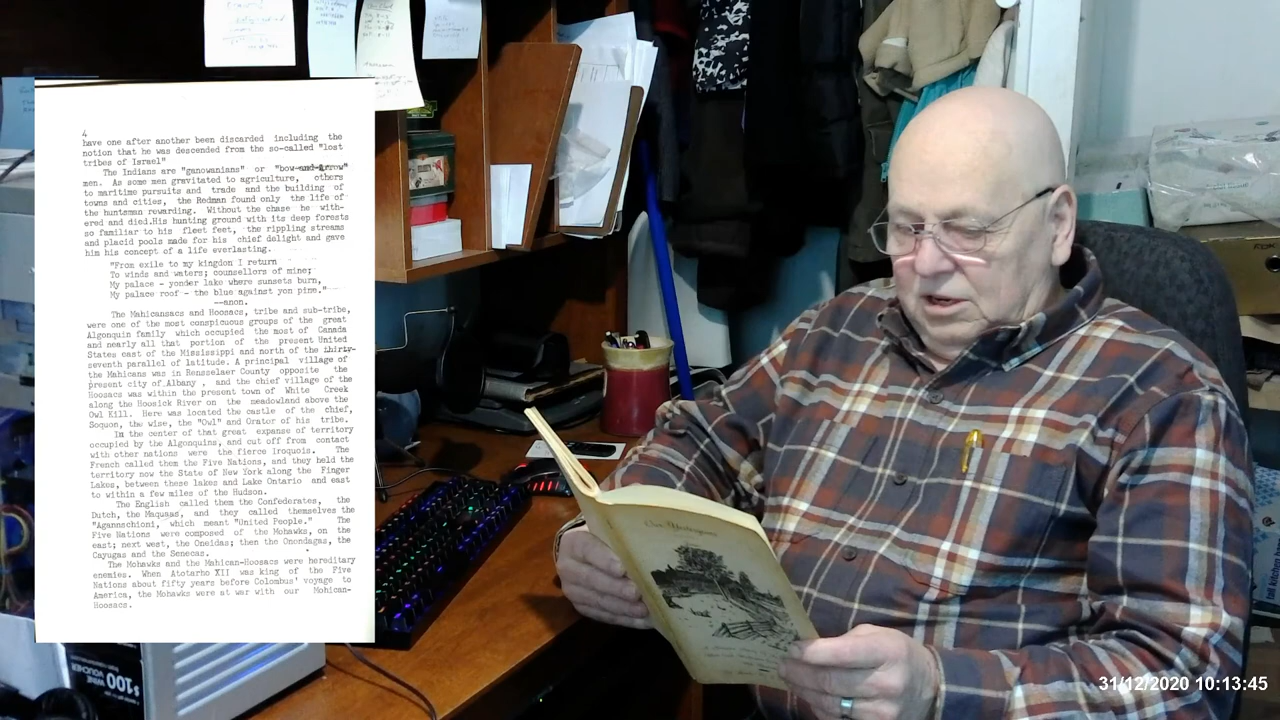 4
have one after another been discarded including the
notion that he was descended from the so-called "lost
tribes of Israel"
The Indians are "ganowanians" or "bow-and-arrow"
men. As some men gravitated to agriculture, others
to maritime pursuits and trade and the building of
towns and cities, the Redman found only the life of
the huntsman rewarding. Without the chase he with-
ered and died.His hunting ground with its deep forests
so familiar to his fleet feet, the rippling streams
and placid pools made for his chief delight and gave
him his concept of a life everlasting.
"From exile to my kingdon I return
To winds and waters; counsellors of mine;
My palace - yonder lake where sunsets burn,
My palace roof - the blue against yon pine."
--anon.
The Mahicansacs and Hoosacs, tribe and sub-tribe,
were one of the most conspicuous groups of the great
Algonquin family which occupied the most of Canada
and nearly all that portion of the present United
States east of the Mississippi and north of the thirty-
seventh parallel of latitude. A principal village of
the Mahicans was in Rensselaer County opposite the
present city of Albany , and the chief village of the
Hoosacs was within the present town of White Creek
along the Hoosick River on the meadowland above the
Owl Kill. Here was located the castle of the chief,
Soquon, the wise, the "Owl" and Orator of his tribe.
In the center of that great expanse of territory
occupied by the Algonquins, and cut off from contact
with other nations were the fierce Iroquois. The
French called them the Five Nations, and they held the
territory now the State of New York along the Finger
Lakes, between these lakes and Lake Ontario and east
to within a few miles of the Hudson.
The English called them the Confederates, the
Dutch, the Maquaas, and they called themselves the
"Agannschioni, which meant "United People." The
Five Nations were composed of the Mohawks, on the
east; next west, the Oneidas; then the Onondagas, the
Cayugas and the Senecas.
The Mohawks and the Mahican-Hoosacs were hereditary
enemies. When Atotarho XII was king of the Five
Nations about fifty years before Colombus' voyage to
America, the Mohawks were at war with our Mohican-
Hoosacs.
$100
VOUCHER
31/12/2020 10:13:45